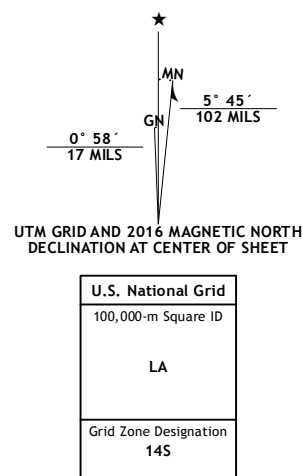 MN
5° 45´
102 MILS
GN
0° 58´
17 MILS
UTM GRID AND 2016 MAGNETIC NORTH
DECLINATION AT CENTER OF SHEET
U.S. National Grid
100,000-m Square ID
LA
Grid Zone Designation
14S